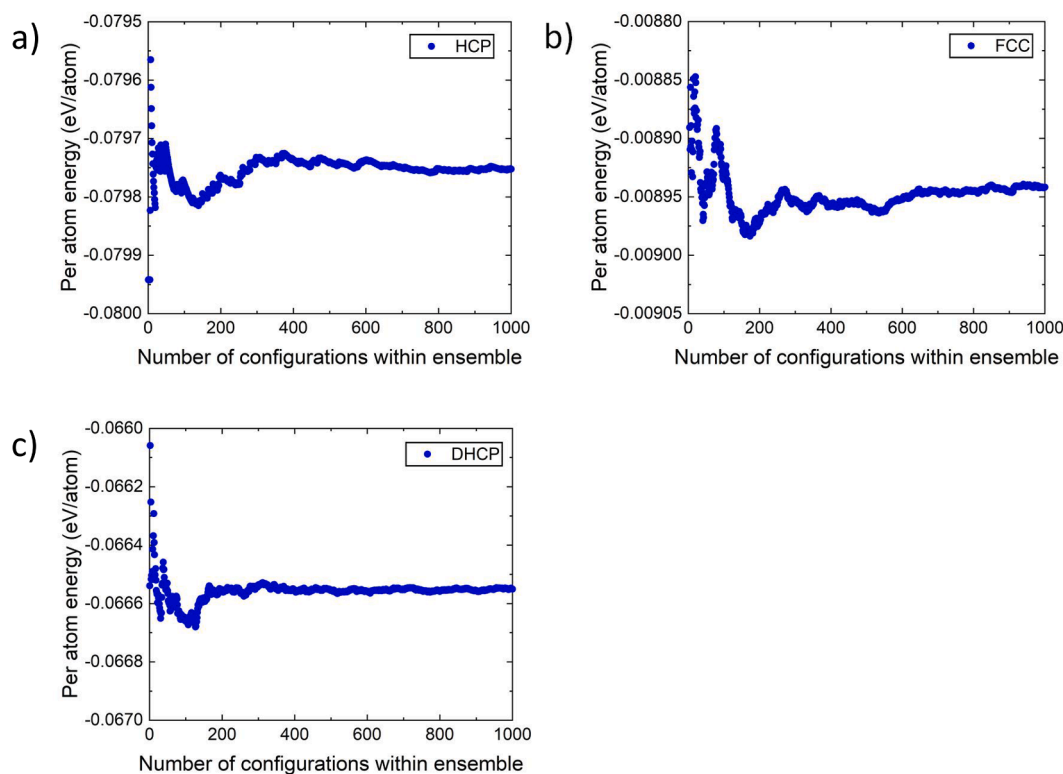 a)
HCP
Per atom energy (eV/atom)
-0.0795
-0.0796
-0.0797
-0.0798
-0.0799
-0.0800
0 200 400 600 800 1000
Number of configurations within ensemble
b)
FCC
Per atom energy (eV/atom)
-0.00880
-0.00885
-0.00890
-0.00895
-0.00900
-0.00905
0 200 400 600 800 1000
Number of configurations within ensemble
c)
DHCP
Per atom energy (eV/atom)
-0.0660
-0.0662
-0.0664
-0.0666
-0.0668
-0.0670
0 200 400 600 800 1000
Number of configurations within ensemble